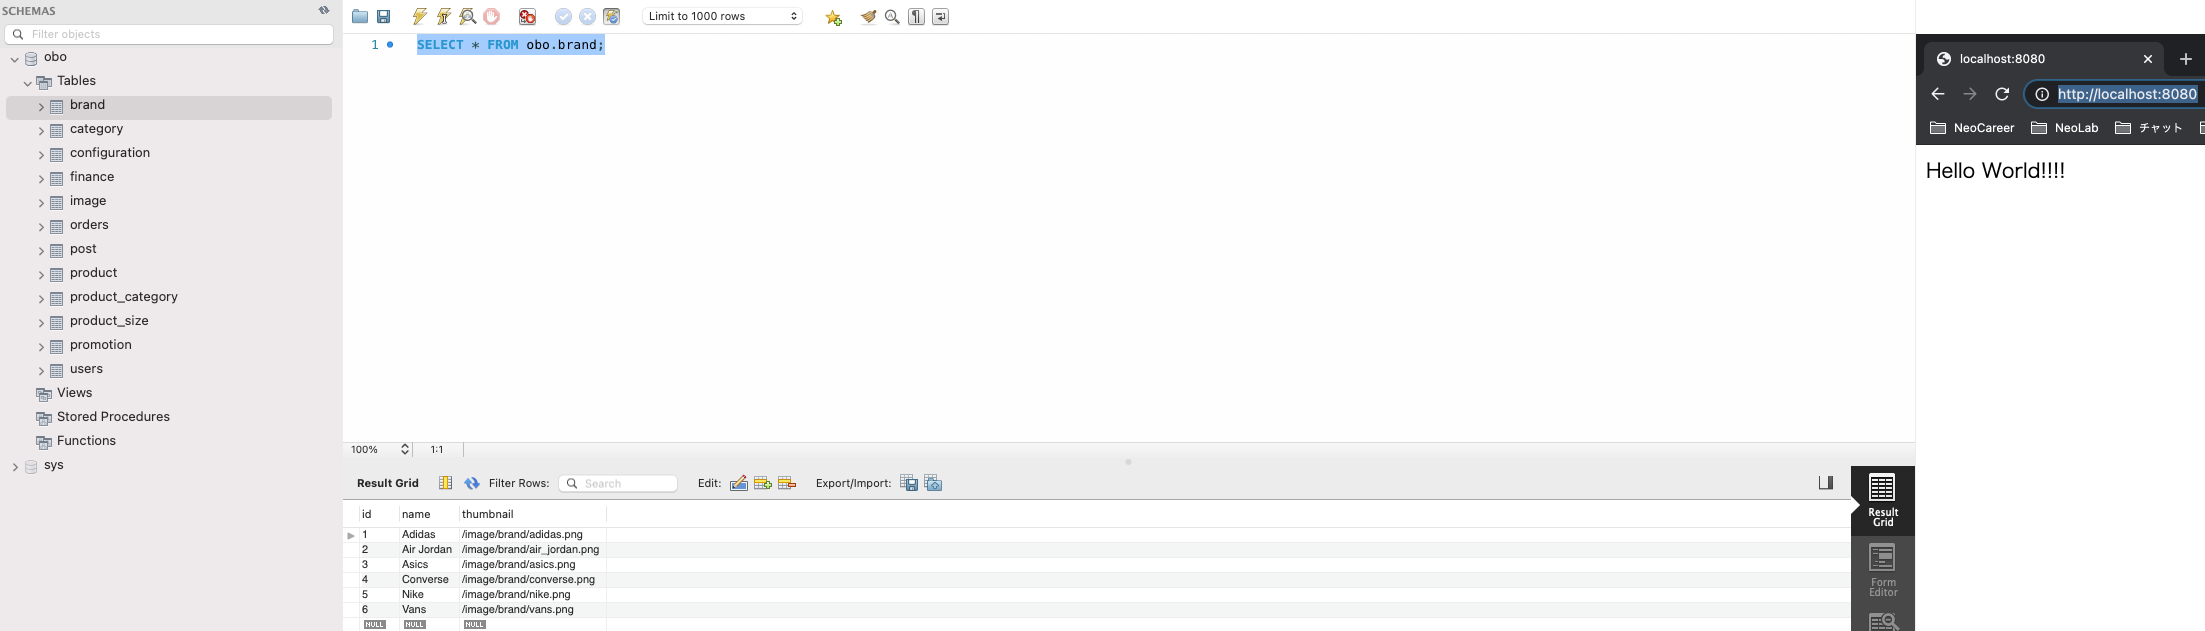 SCHEMAS
Filter objects
obo
Tables
brand
category
configuration
finance
image
orders
post
product
product_category
product_size
promotion
users
Views
Stored Procedures
Functions
sys
Limit to 1000 rows
1 SELECT * FROM obo.brand;
100% 1:1
Result Grid Filter Rows: Search Edit: Export/Import:
id name thumbnail
1 Adidas /image/brand/adidas.png
2 Air Jordan /image/brand/air_jordan.png
3 Asics /image/brand/asics.png
4 Converse /image/brand/converse.png
5 Nike /image/brand/nike.png
6 Vans /image/brand/vans.png
NULL NULL NULL
Result
Grid
Form
Editor
localhost:8080
http://localhost:8080
NeoCareer NeoLab チャット
Hello World!!!!